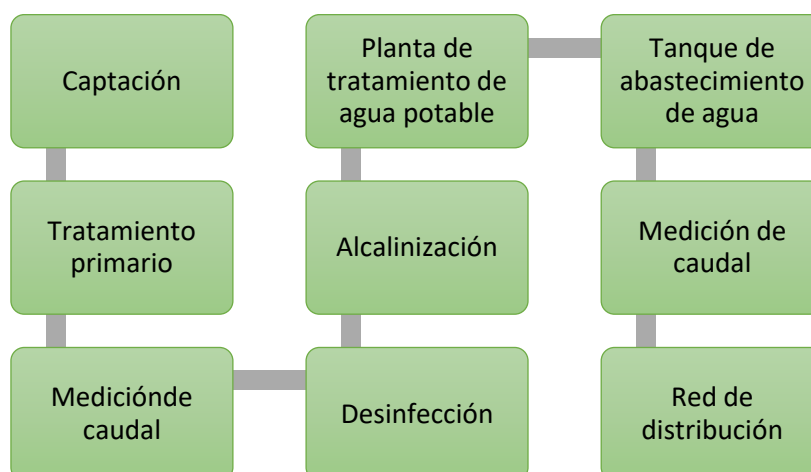 Captación
Tratamiento
primario
Mediciónde
caudal
Desinfección
Alcalinización
Planta de
tratamiento de
agua potable
Tanque de
abastecimiento
de agua
Medición de
caudal
Red de
distribución